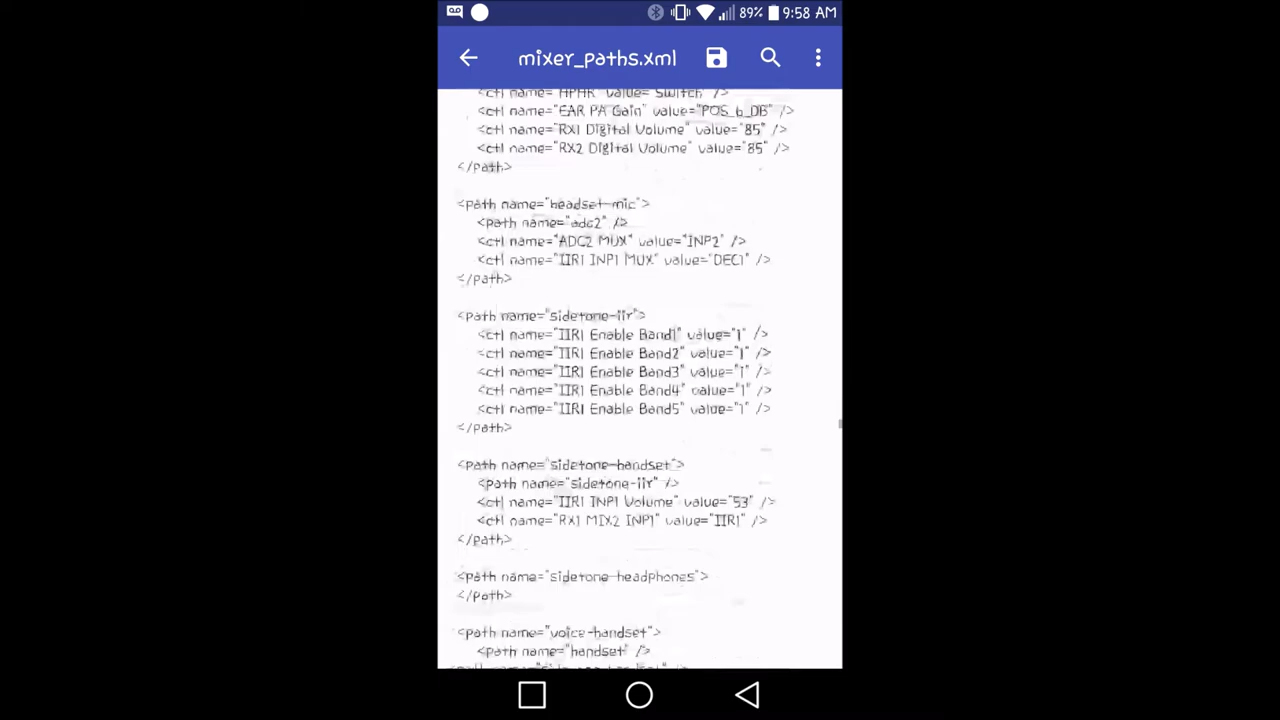 89% 9:58 AM
mixer_paths.xml
<ctl name="HPHR" value="Switch" />
<ctl name="EAR PA Gain" value="POS_6_DB" />
<ctl name="RX1 Digital Volume" value="85" />
<ctl name="RX2 Digital Volume" value="85" />
</path>
<path name="headset-mic">
<path name="adc2" />
<ctl name="ADC2 MUX" value="INP2" />
<ctl name="IIR1 INP1 MUX" value="DEC1" />
</path>
<path name="sidetone-iir">
<ctl name="IIR1 Enable Band1" value="1" />
<ctl name="IIR1 Enable Band2" value="1" />
<ctl name="IIR1 Enable Band3" value="1" />
<ctl name="IIR1 Enable Band4" value="1" />
<ctl name="IIR1 Enable Band5" value="1" />
</path>
<path name="sidetone-handset">
<path name="sidetone-iir" />
<ctl name="IIR1 INP1 Volume" value="53" />
<ctl name="RX1 MIX2 INP1" value="IIR1" />
</path>
<path name="sidetone-headphones">
</path>
<path name="voice-handset">
<path name="handset" />